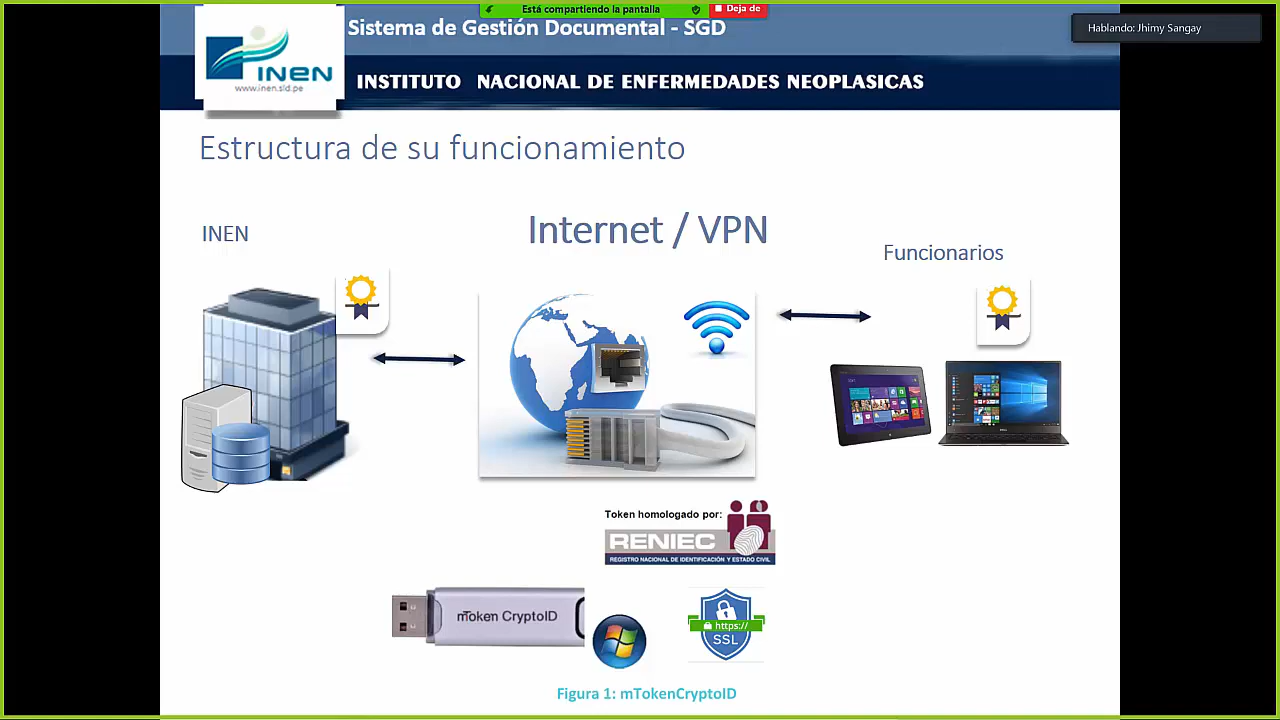 Está compartiendo la pantalla
Deja de
Hablando: Jhimy Sangay
Sistema de Gestión Documental - SGD
INEN
www.inen.sld.pe
INSTITUTO NACIONAL DE ENFERMEDADES NEOPLASICAS
Estructura de su funcionamiento
INEN
Internet / VPN
Funcionarios
Token homologado por:
RENIEC
REGISTRO NACIONAL DE IDENTIFICACIÓN Y ESTADO CIVIL
mToken CryptoID
https://
SSL
Figura 1: mTokenCryptoID